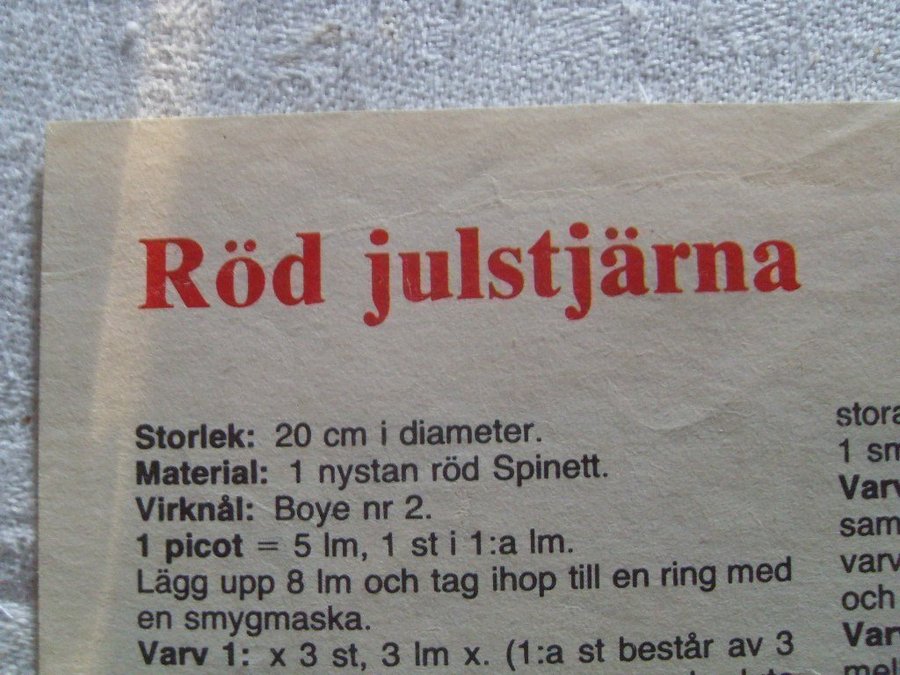 Röd julstjärna
Storlek: 20 cm i diameter.
Material: 1 nystan röd Spinett.
Virknål: Boye nr 2.
1 picot = 5 lm, 1 st i 1:a lm.
Lägg upp 8 lm och tag ihop till en ring med
en smygmaska.
Varv 1: x 3 st, 3 lm x. (1:a st består av 3
stora
1 sm
Varv
sam
varv
och
Varv
mel